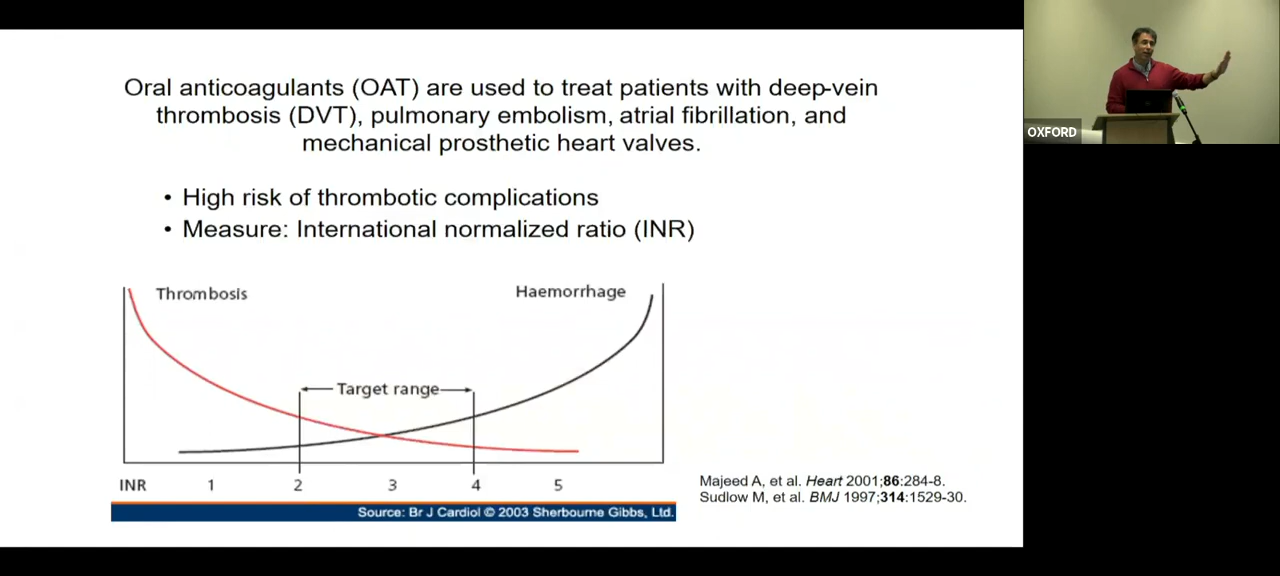 Oral anticoagulants (OAT) are used to treat patients with deep-vein
thrombosis (DVT), pulmonary embolism, atrial fibrillation, and
mechanical prosthetic heart valves.
• High risk of thrombotic complications
• Measure: International normalized ratio (INR)
Thrombosis
Haemorrhage
Target range
INR 1 2 3 4 5
Source: Br J Cardiol © 2003 Sherbourne Gibbs, Ltd.
Majeed A, et al. Heart 2001;86:284-8.
Sudlow M, et al. BMJ 1997;314:1529-30.
OXFORD